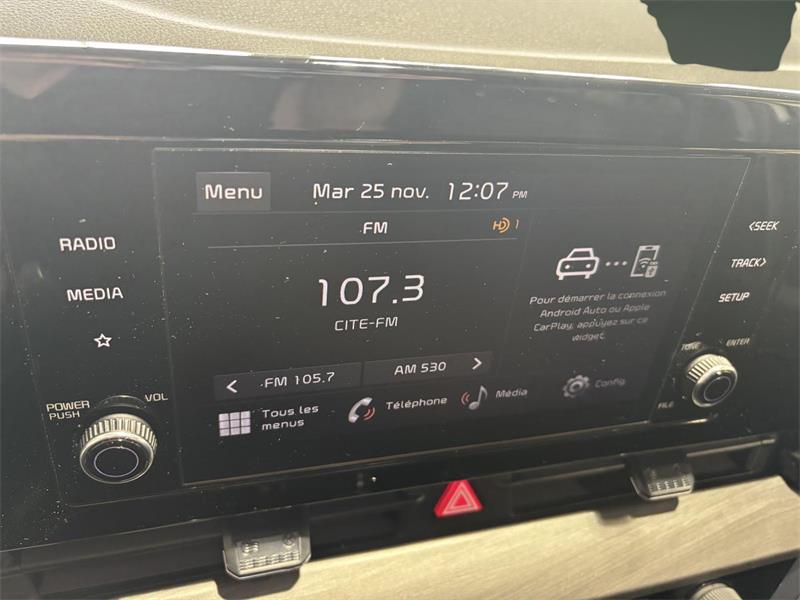 Menu
Mar 25 nov. 12:07 PM
FM
HD 1
107.3
CITE-FM
Pour démarrer la connexion
Android Auto ou Apple
CarPlay, appuyez sur ce
widget.
< FM 105.7
AM 530 >
Tous les
menus
Téléphone
Média
Config.
RADIO
MEDIA
POWER
PUSH
VOL
<SEEK
TRACK>
SETUP
TUNE
ENTER
FILE